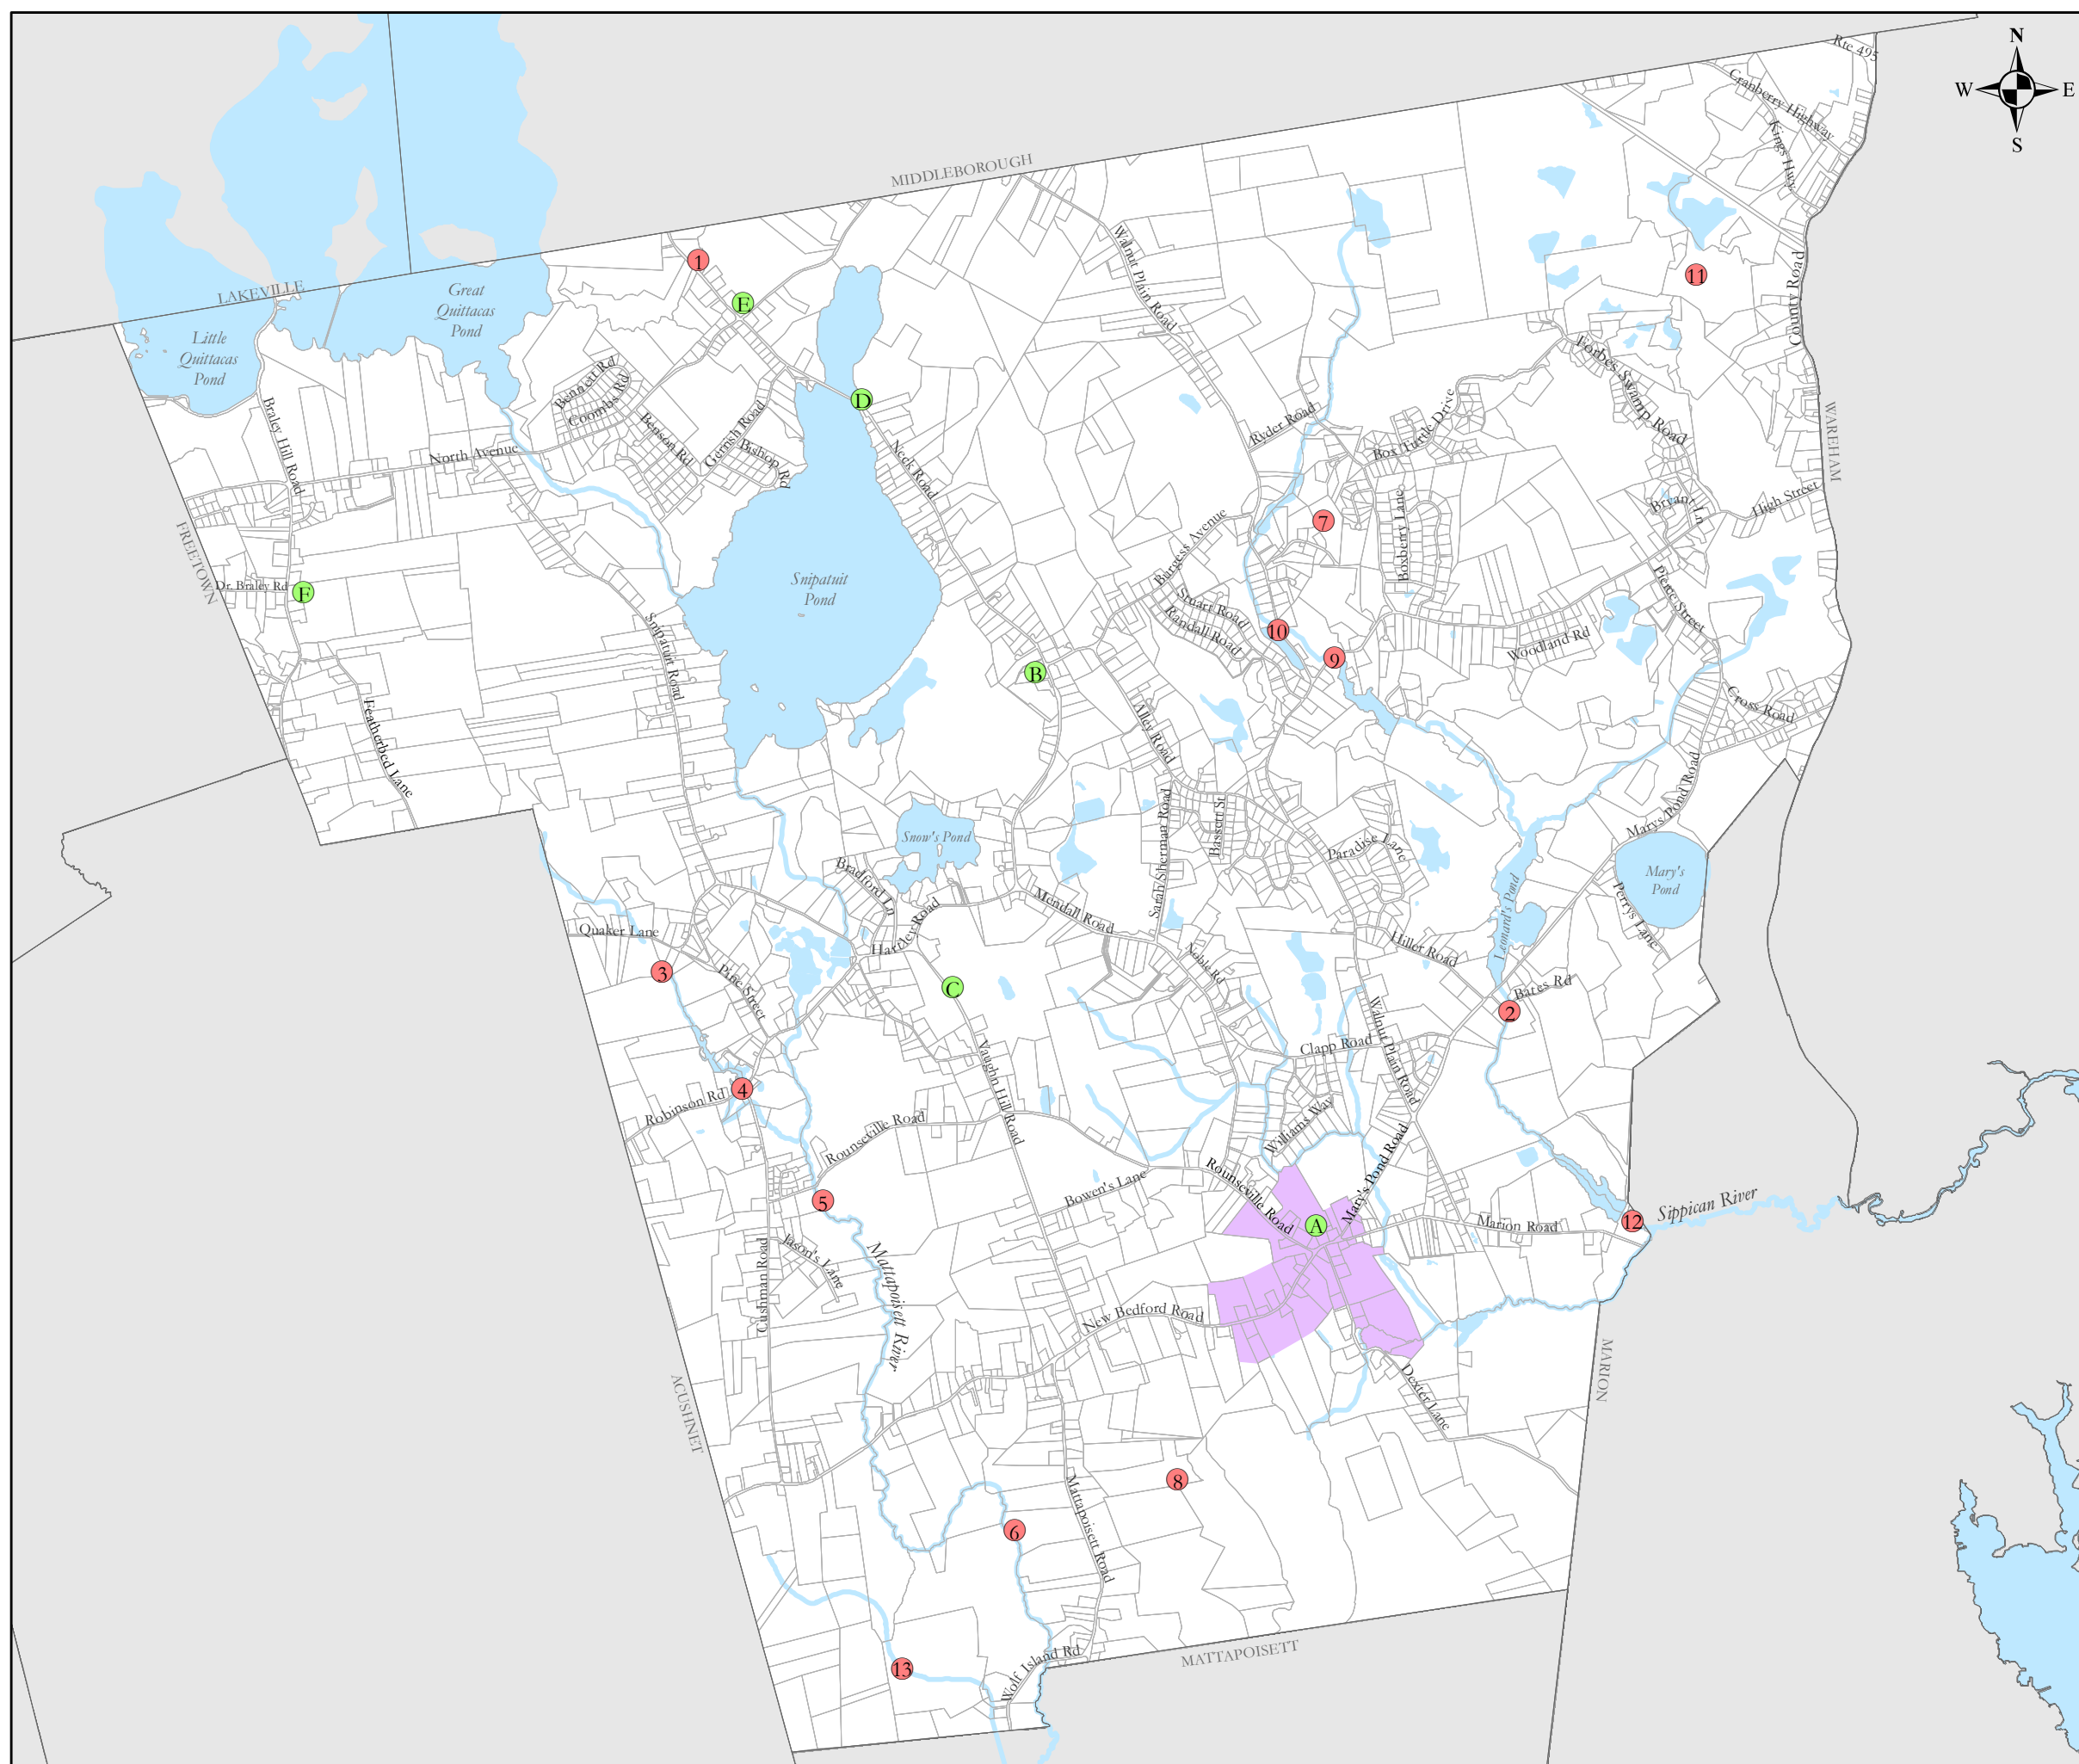 N
W E
S
Rte 495
Cranberry Highway
Kings Hwy.
MIDDLEBOROUGH
LAKEVILLE
Great
Quittacas
Pond
Little
Quittacas
Pond
1
E
11
County Road
Walnut Plain Road
Forbes Swamp Road
Bennett Rd
Coombs Rd
Benson Rd
Gerrish Road
Bishop Rd
D
Neck Road
Ryder Road
Box Turtle Drive
WAREHAM
Braley Hill Road
North Avenue
FREETOWN
Boxberry Lane
Bryant Ln
High Street
7
Burgess Avenue
Dr. Braley Rd
F
Snipatuit
Pond
Stuart Road
Randall Road
Pierce Street
10
9
Woodland Rd
Snipatuit Road
B
Featherbed Lane
Alley Road
Cross Road
Sarah Sherman Road
Bassett St
Marys Pond Road
Snow's Pond
Paradise Lane
Mary's
Pond
Bradford Ln
Hartley Road
Mendall Road
Leonard's Pond
Perrys Lane
Quaker Lane
Noble Rd
Hiller Road
3
Pine Street
C
Bates Rd
2
Walnut Plain Road
Clapp Road
Vaughn Hill Road
4
Robinson Rd
Rounseville Road
Williams Way
Mary's Pond Road
Rounseville Road
Bowen's Lane
5
A
Marion Road
12
Sippican River
Cushman Road
Jason's Lane
Mattapoisett River
New Bedford Road
MARION
Dexter Lane
ACUSHNET
8
Mattapoisett Road
6
Wolf Island Rd
MATTAPOISETT
13